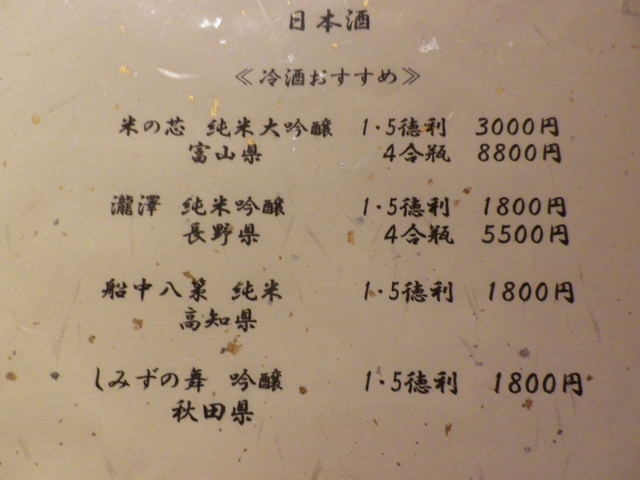 日本酒
≪冷酒おすすめ≫
米の芯 純米大吟醸 1・5徳利 3000円
富山県 4合瓶 8800円
瀧澤 純米吟醸 1・5徳利 1800円
長野県 4合瓶 5500円
船中八策 純米 1・5徳利 1800円
高知県
しみずの舞 吟醸 1・5徳利 1800円
秋田県